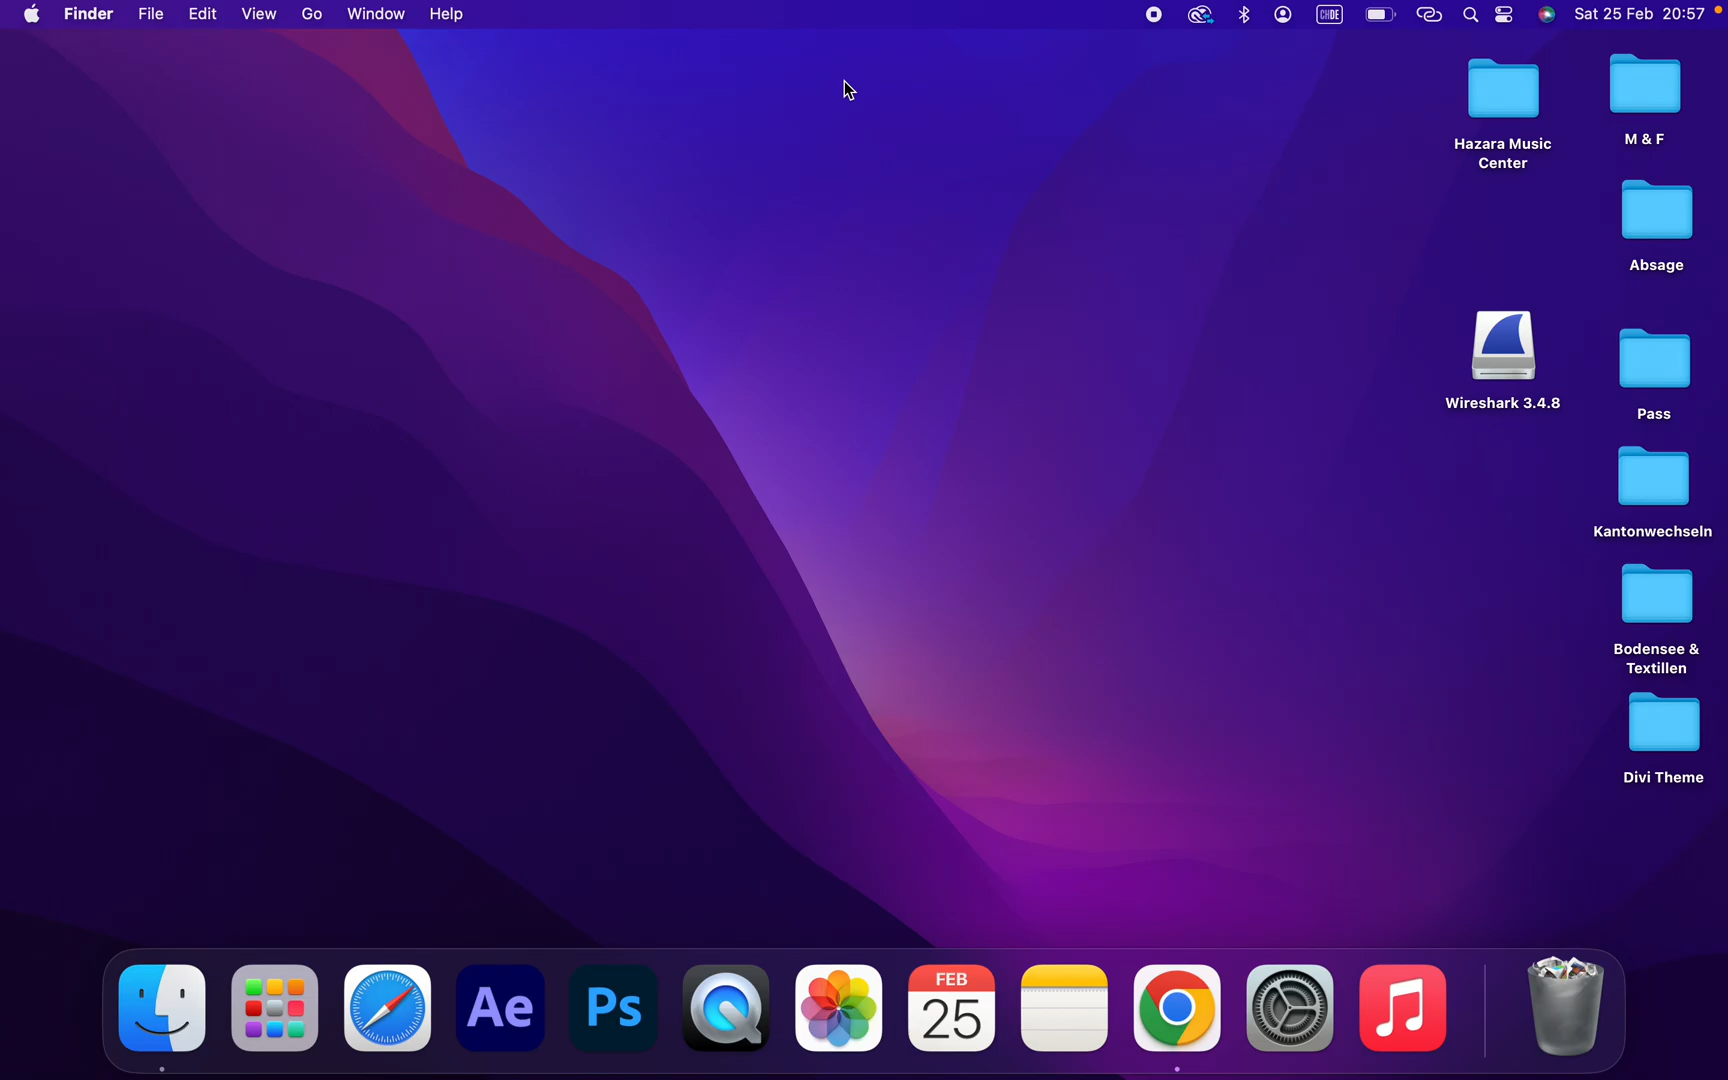 Finder File Edit View Go Window Help CHDE Sat 25 Feb 20:57
Hazara Music
Center
M & F
Absage
Wireshark 3.4.8
Pass
Kantonwechseln
Bodensee &
Textillen
Divi Theme
Ae Ps FEB
25